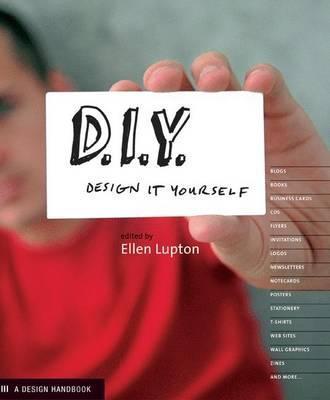 D.I.Y.
DESIGN IT YOURSELF
edited by
Ellen Lupton
BLOGS
BOOKS
BUSINESS CARDS
CDS
FLYERS
INVITATIONS
LOGOS
NEWSLETTERS
NOTECARDS
POSTERS
STATIONERY
T-SHIRTS
WEB SITES
WALL GRAPHICS
ZINES
AND MORE...
A DESIGN HANDBOOK